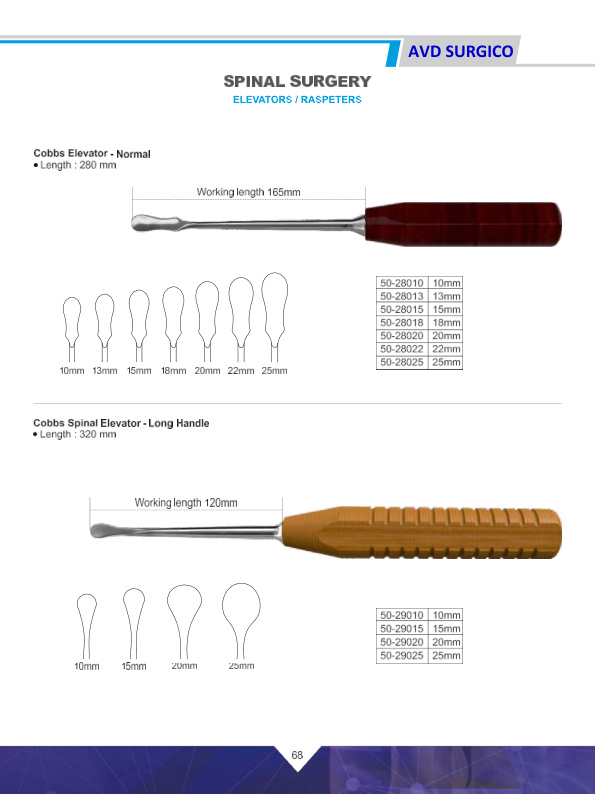 AVD SURGICO
SPINAL SURGERY
ELEVATORS / RASPETERS
Cobbs Elevator - Normal
• Length : 280 mm
Working length 165mm
50-28010 10mm
50-28013 13mm
50-28015 15mm
50-28018 18mm
50-28020 20mm
50-28022 22mm
50-28025 25mm
10mm 13mm 15mm 18mm 20mm 22mm 25mm
Cobbs Spinal Elevator - Long Handle
• Length : 320 mm
Working length 120mm
50-29010 10mm
50-29015 15mm
50-29020 20mm
50-29025 25mm
10mm 15mm 20mm 25mm
68